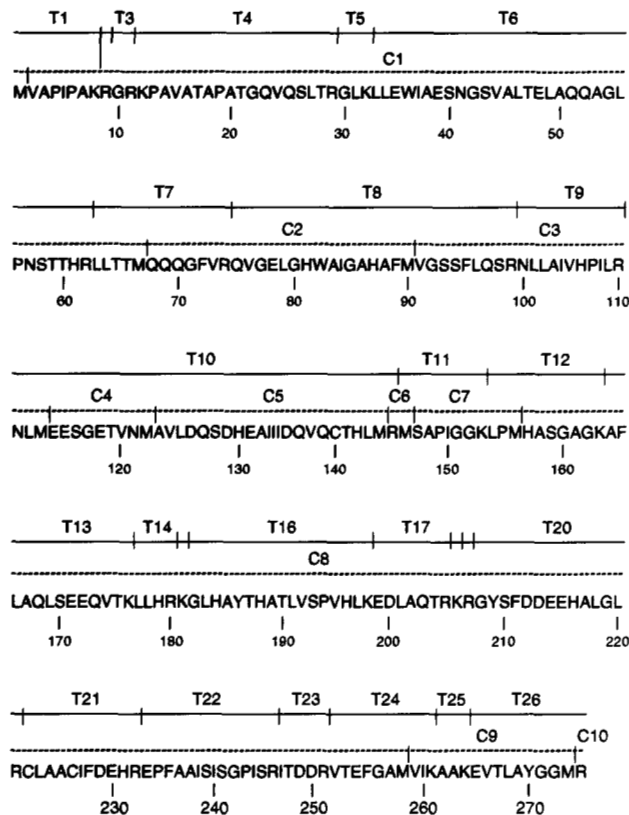 T1 T3 T4 T5 T6
C1
MVAPIPAKRGRKPAVATAPATGQVQSLTRGLKLLEWIAESNGSVALTELAQQAGL
10 20 30 40 50
T7 T8 T9
C2 C3
PNSTTHRLLTTMQQQGFVRQVGELGHWAIGAHAFMVGSSFLQSRNLLAIVHPILR
60 70 80 90 100 110
T10 T11 T12
C4 C5 C6 C7
NLMEESGETVNMAVLDQSDHEAIIIDQVQCTHLMRMSAPIGGKLPMHASGAGKAF
120 130 140 150 160
T13 T14 T16 T17 T20
C8
LAQLSEEQVTKLLHRKGLHAYTHATLVSPVHLKEDLAQTRKRGYSFDDEEHALGL
170 180 190 200 210 220
T21 T22 T23 T24 T25 T26
C9 C10
RCLAACIFDEHREPFAAISISGPISRITDDRVTEFGAMVIKAAKEVTLAYGGMR
230 240 250 260 270